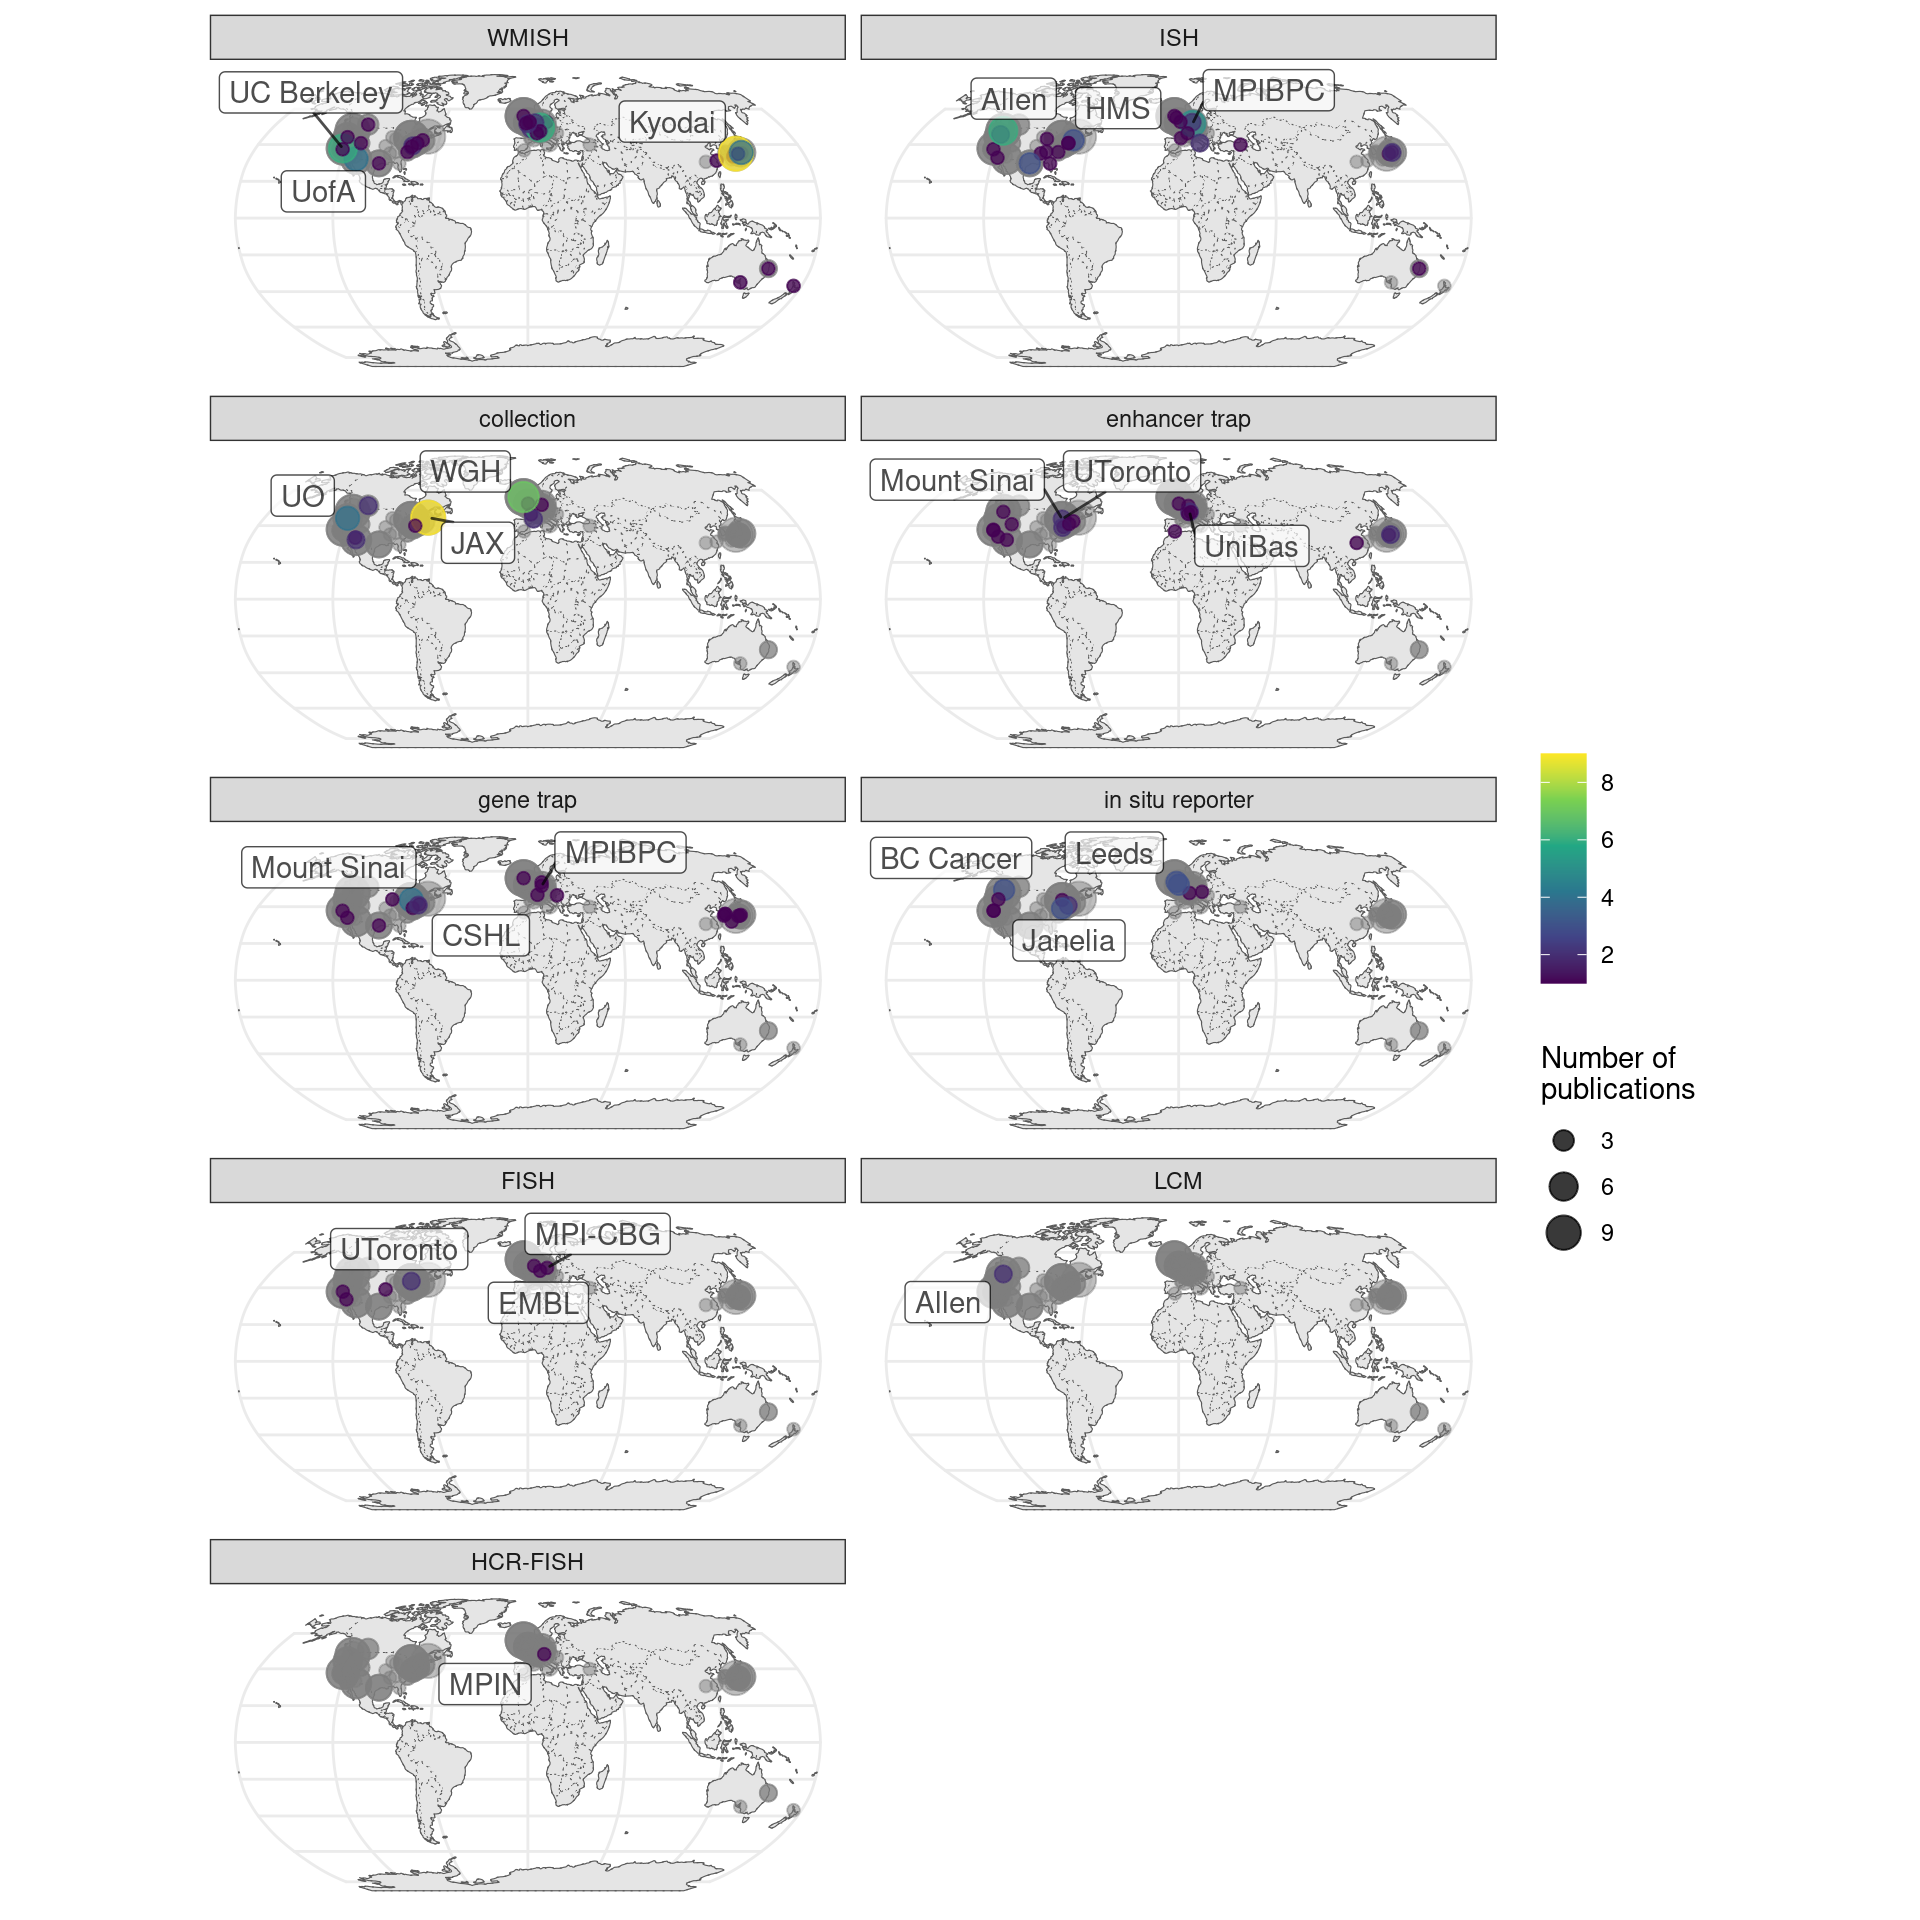 WMISH
ISH
UC Berkeley
Kyodai
UofA
Allen
HMS
MPIBPC
collection
enhancer trap
UO
WGH
JAX
Mount Sinai
UToronto
UniBas
gene trap
in situ reporter
Mount Sinai
MPIBPC
CSHL
BC Cancer
Leeds
Janelia
FISH
LCM
UToronto
MPI-CBG
EMBL
Allen
HCR-FISH
MPIN
8
6
4
2
Number of
publications
3
6
9